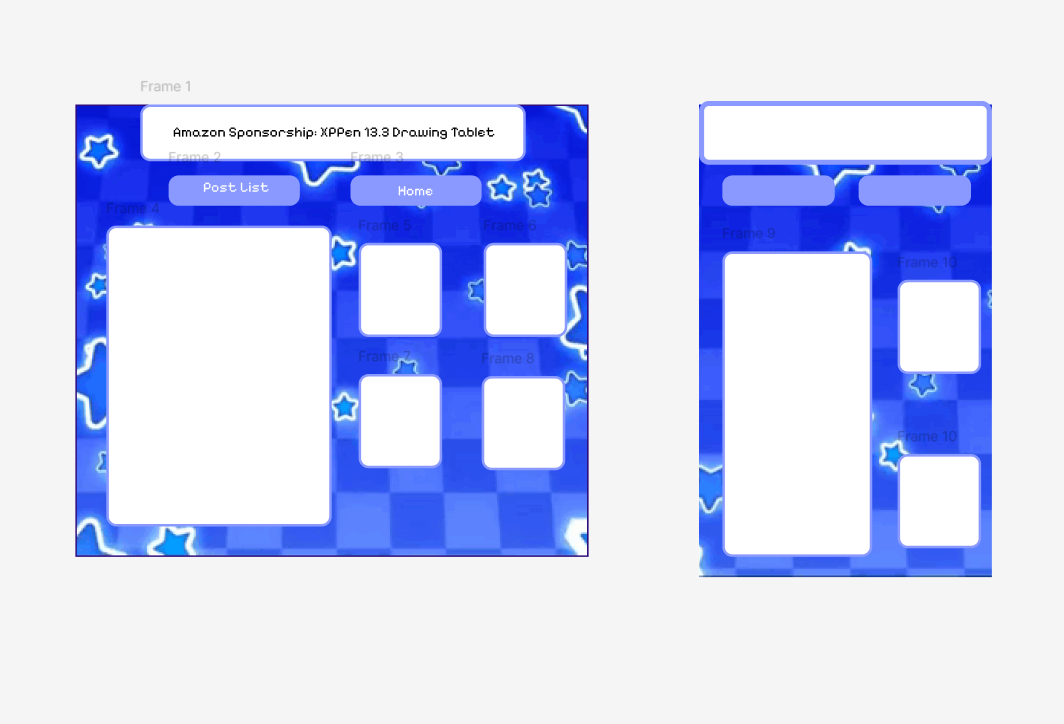 Frame 1
Amazon Sponsorship: XPPen 13.3 Drawing Tablet
Frame 2
Frame 3
Post List
Home
Frame 4
Frame 5
Frame 6
Frame 7
Frame 8
Frame 9
Frame 10
Frame 10